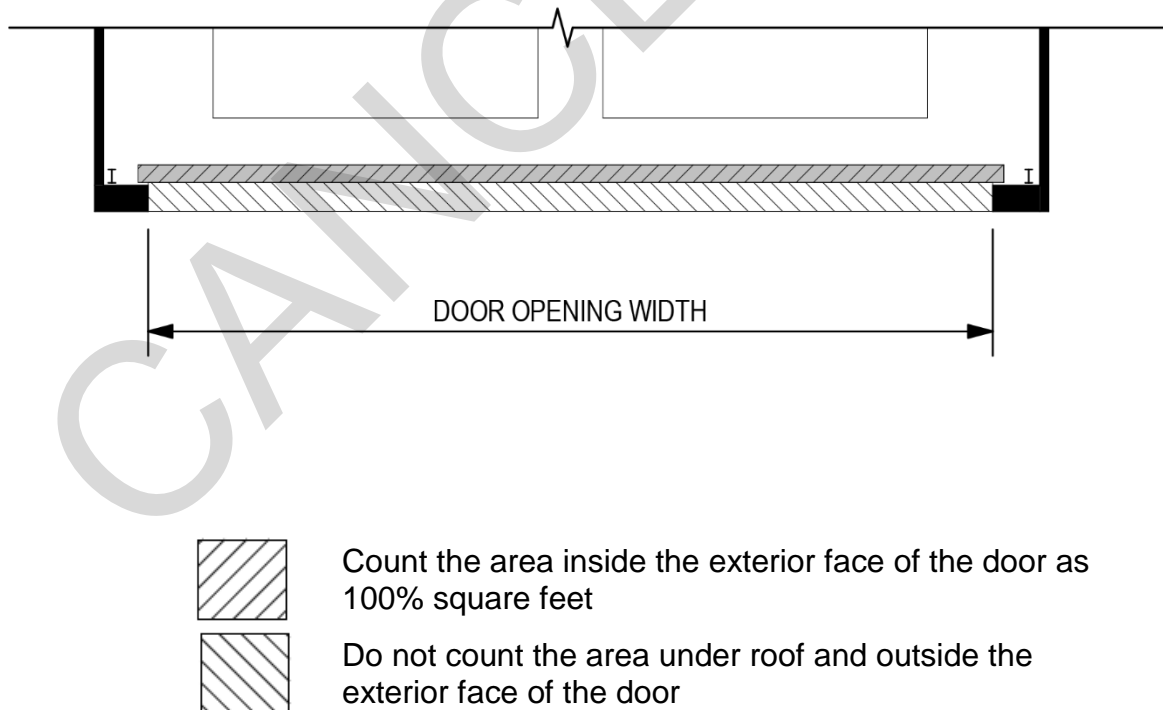 CANCE
DOOR OPENING WIDTH
Count the area inside the exterior face of the door as
100% square feet
Do not count the area under roof and outside the
exterior face of the door